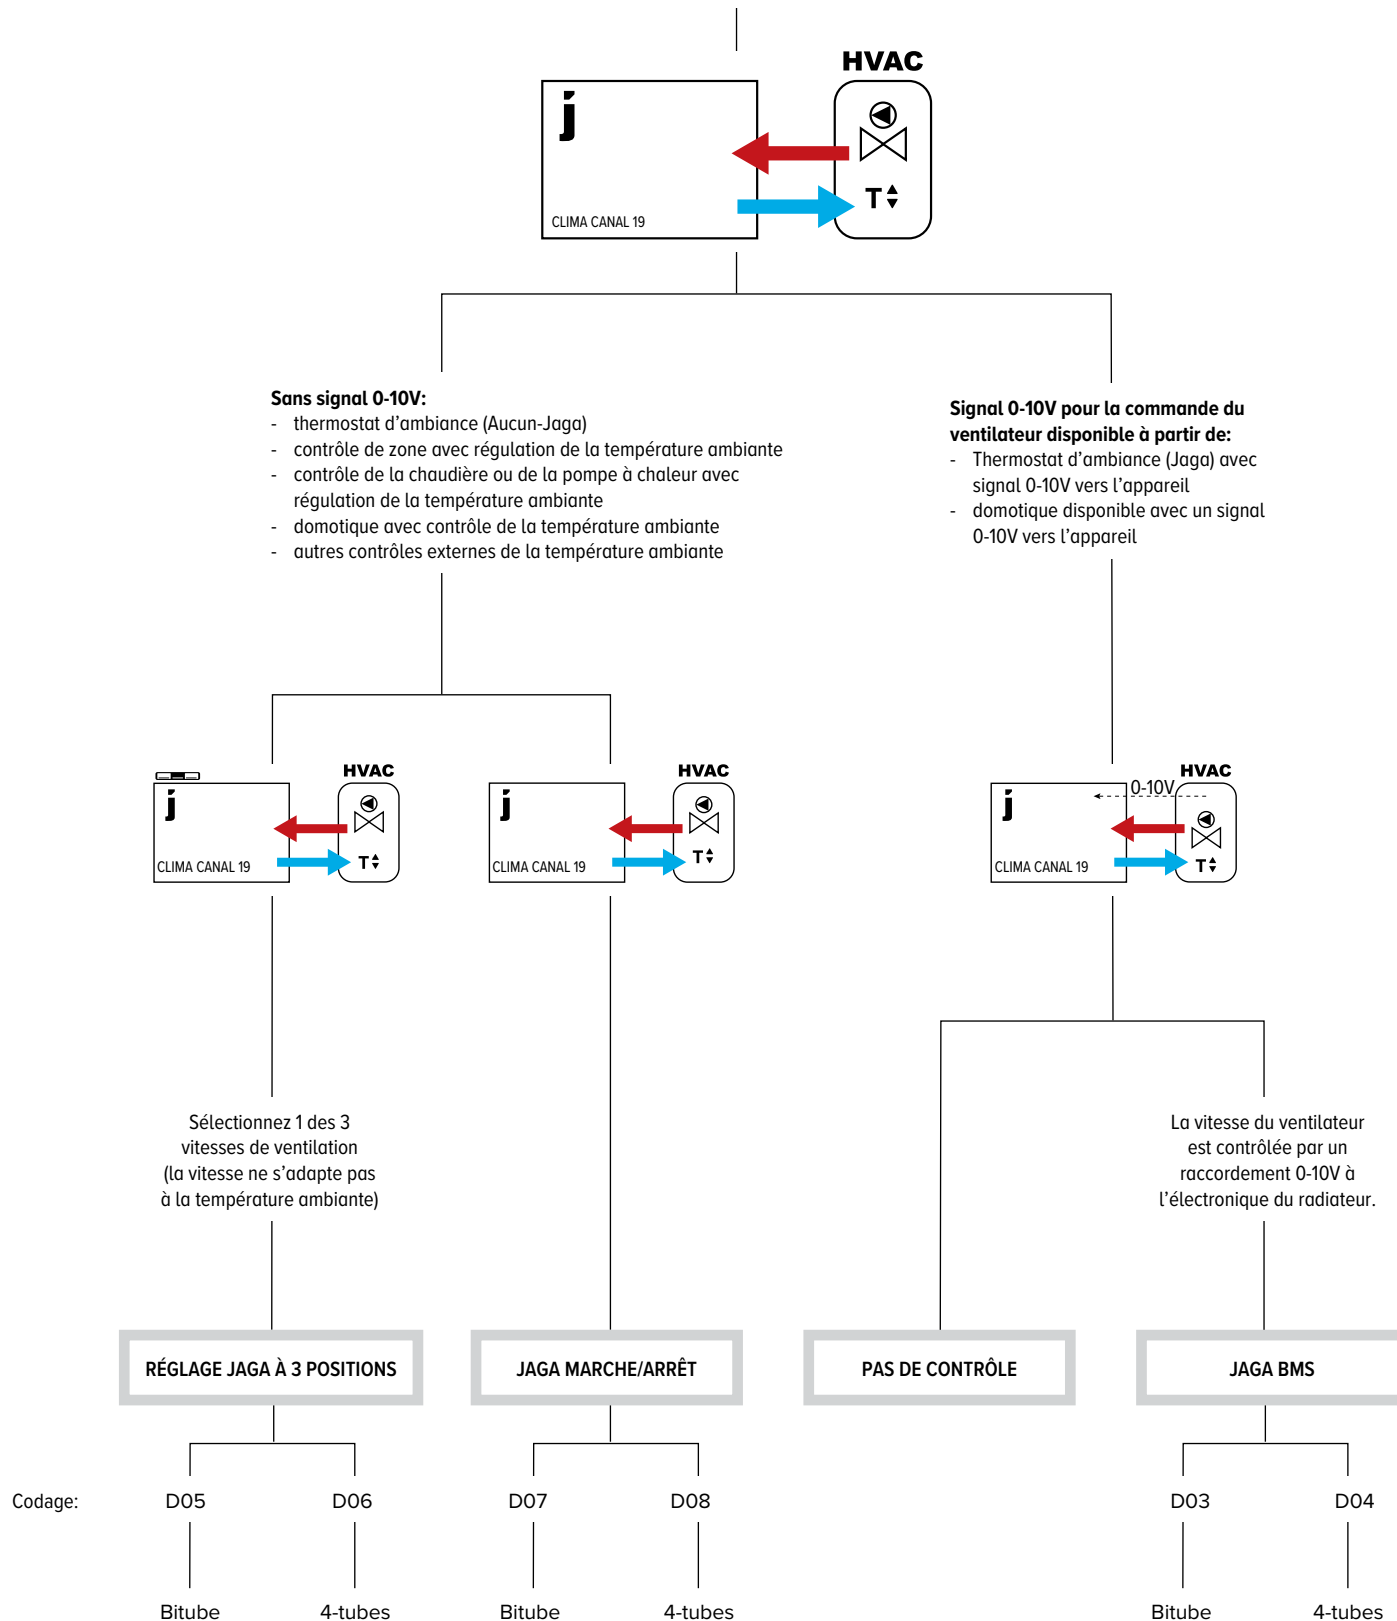 HVAC
j
T
CLIMA CANAL 19
Sans signal 0-10V:
- thermostat d'ambiance (Aucun-Jaga)
- contrôle de zone avec régulation de la température ambiante
- contrôle de la chaudière ou de la pompe à chaleur avec
régulation de la température ambiante
- domotique avec contrôle de la température ambiante
- autres contrôles externes de la température ambiante
Signal 0-10V pour la commande du
ventilateur disponible à partir de:
- Thermostat d'ambiance (Jaga) avec
signal 0-10V vers l'appareil
- domotique disponible avec un signal
0-10V vers l'appareil
HVAC
j
CLIMA CANAL 19
T
HVAC
j
CLIMA CANAL 19
T
HVAC
0-10V
j
CLIMA CANAL 19
T
Sélectionnez 1 des 3
vitesses de ventilation
(la vitesse ne s'adapte pas
à la température ambiante)
La vitesse du ventilateur
est contrôlée par un
raccordement 0-10V à
l'électronique du radiateur.
RÉGLAGE JAGA À 3 POSITIONS
JAGA MARCHE/ARRÊT
PAS DE CONTRÔLE
JAGA BMS
Codage:
D05
D06
D07
D08
D03
D04
Bitube
4-tubes
Bitube
4-tubes
Bitube
4-tubes